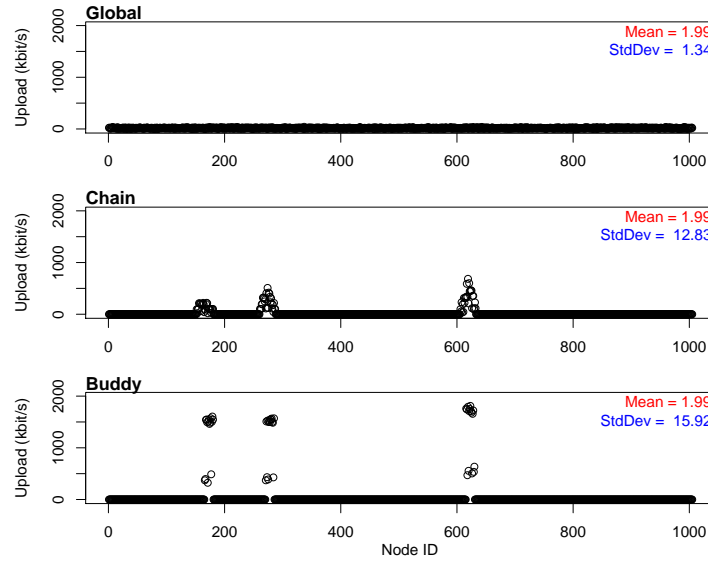 Global
Mean = 1.99
StdDev = 1.34
Upload (kbit/s)
2000
1000
0
0 200 400 600 800 1000
Chain
Mean = 1.99
StdDev = 12.83
Upload (kbit/s)
2000
1000
0
0 200 400 600 800 1000
Buddy
Mean = 1.99
StdDev = 15.92
Upload (kbit/s)
2000
1000
0
0 200 400 600 800 1000
Node ID